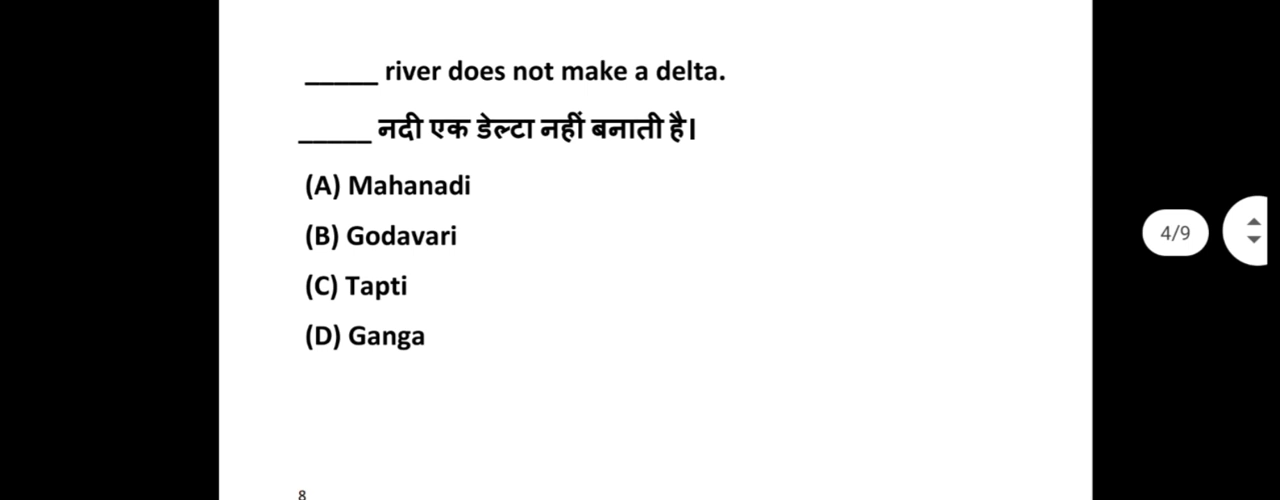 _____ river does not make a delta.
_____ नदी एक डेल्टा नहीं बनाती है।
(A) Mahanadi
(B) Godavari
(C) Tapti
(D) Ganga
4/9
8